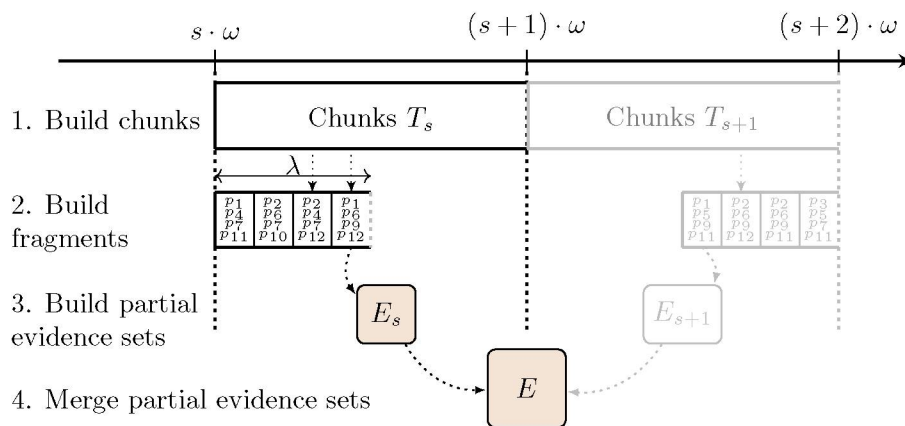 s · ω (s + 1) · ω (s + 2) · ω
1. Build chunks Chunks T_s Chunks T_{s+1}
λ
2. Build
fragments
p_1 p_2 p_2 p_1 p_1 p_2 p_2 p_3
p_4 p_6 p_4 p_6 p_5 p_6 p_6 p_5
p_7 p_7 p_7 p_9 p_9 p_9 p_9 p_7
p_11 p_10 p_12 p_12 p_11 p_12 p_11 p_11
3. Build partial
evidence sets
E_s E_{s+1}
E
4. Merge partial evidence sets